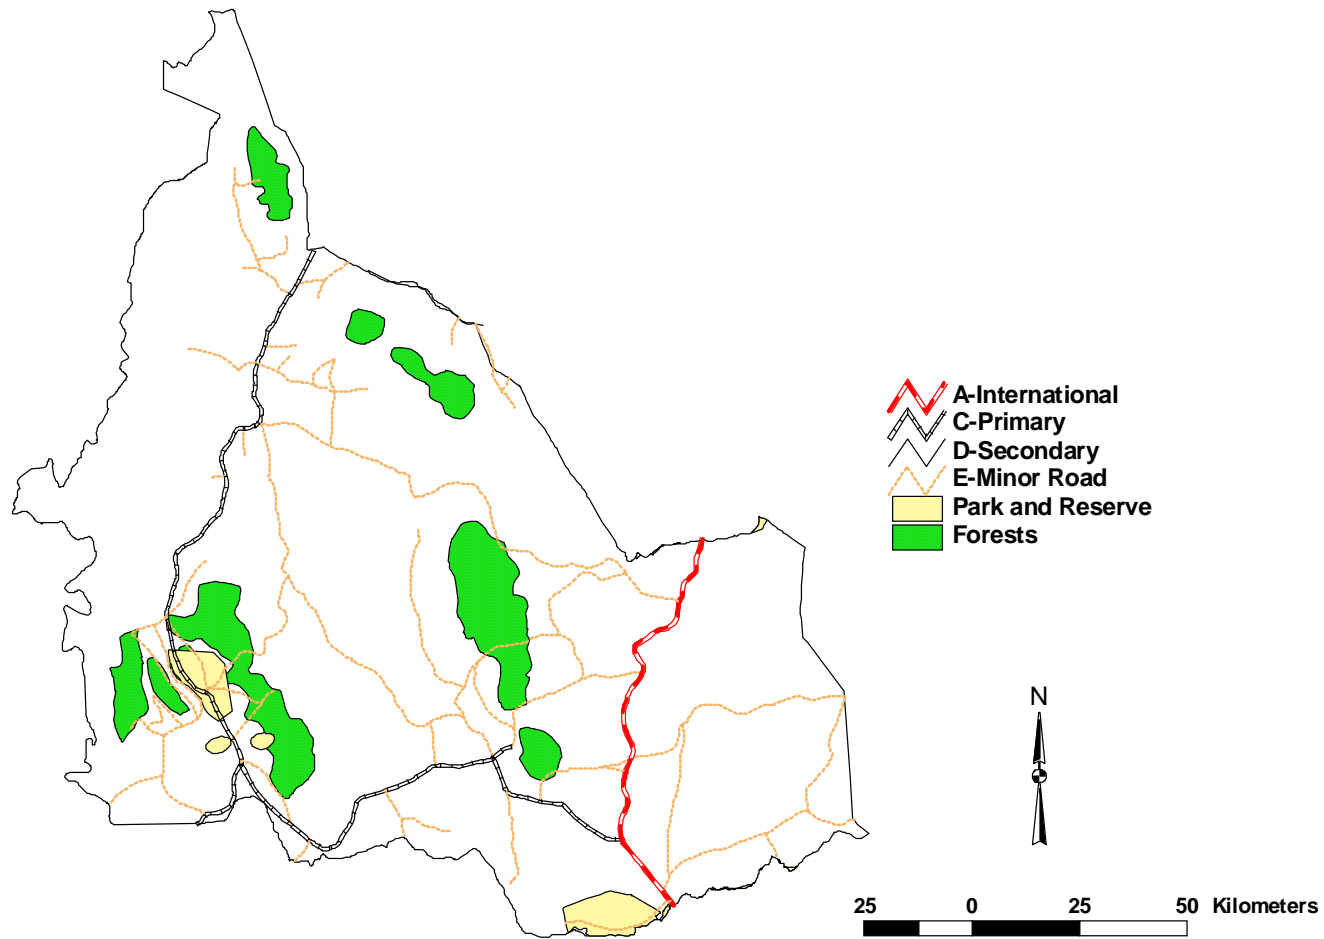 A-International
C-Primary
D-Secondary
E-Minor Road
Park and Reserve
Forests
N
25 0 25 50 Kilometers